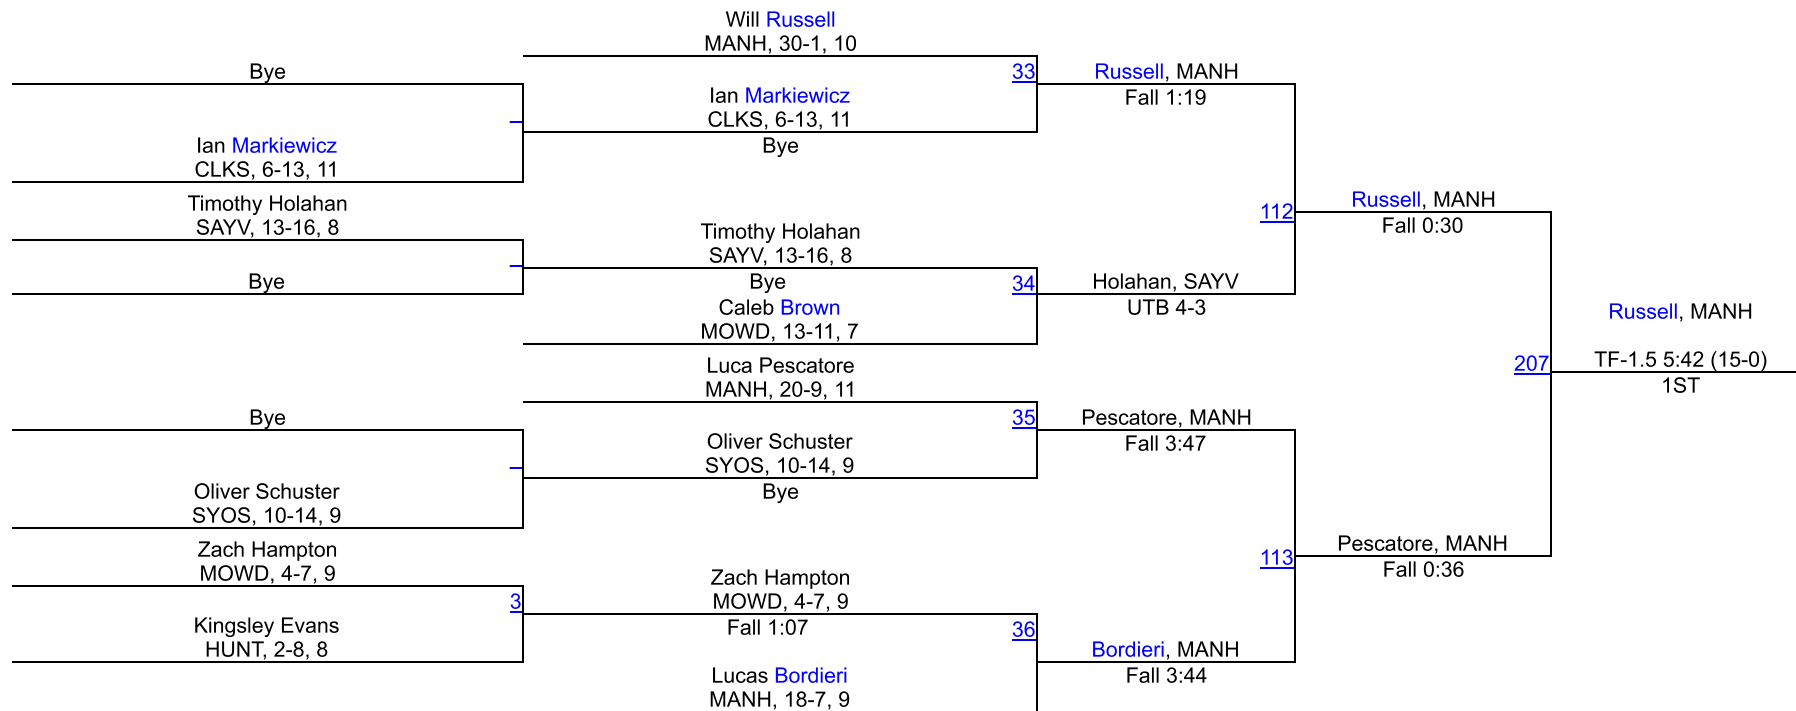 Bye
Ian Markiewicz
CLKS, 6-13, 11
Timothy Holahan
SAYV, 13-16, 8
Bye
Bye
Oliver Schuster
SYOS, 10-14, 9
Zach Hampton
MOWD, 4-7, 9
3
Kingsley Evans
HUNT, 2-8, 8
Will Russell
MANH, 30-1, 10
33
Ian Markiewicz
CLKS, 6-13, 11
Bye
Timothy Holahan
SAYV, 13-16, 8
Bye
34
Caleb Brown
MOWD, 13-11, 7
Luca Pescatore
MANH, 20-9, 11
35
Oliver Schuster
SYOS, 10-14, 9
Bye
Zach Hampton
MOWD, 4-7, 9
Fall 1:07
36
Lucas Bordieri
MANH, 18-7, 9
Russell, MANH
Fall 1:19
112
Holahan, SAYV
UTB 4-3
Pescatore, MANH
Fall 3:47
113
Bordieri, MANH
Fall 3:44
Russell, MANH
Fall 0:30
207
Pescatore, MANH
Fall 0:36
Russell, MANH
TF-1.5 5:42 (15-0)
1ST